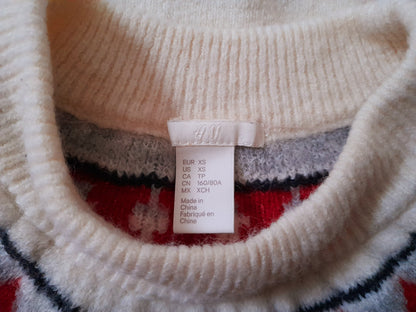 H&M
EUR XS
US XS
CA TP
CN 160/80A
MX XCH
Made in
China
Fabriqué en
Chine